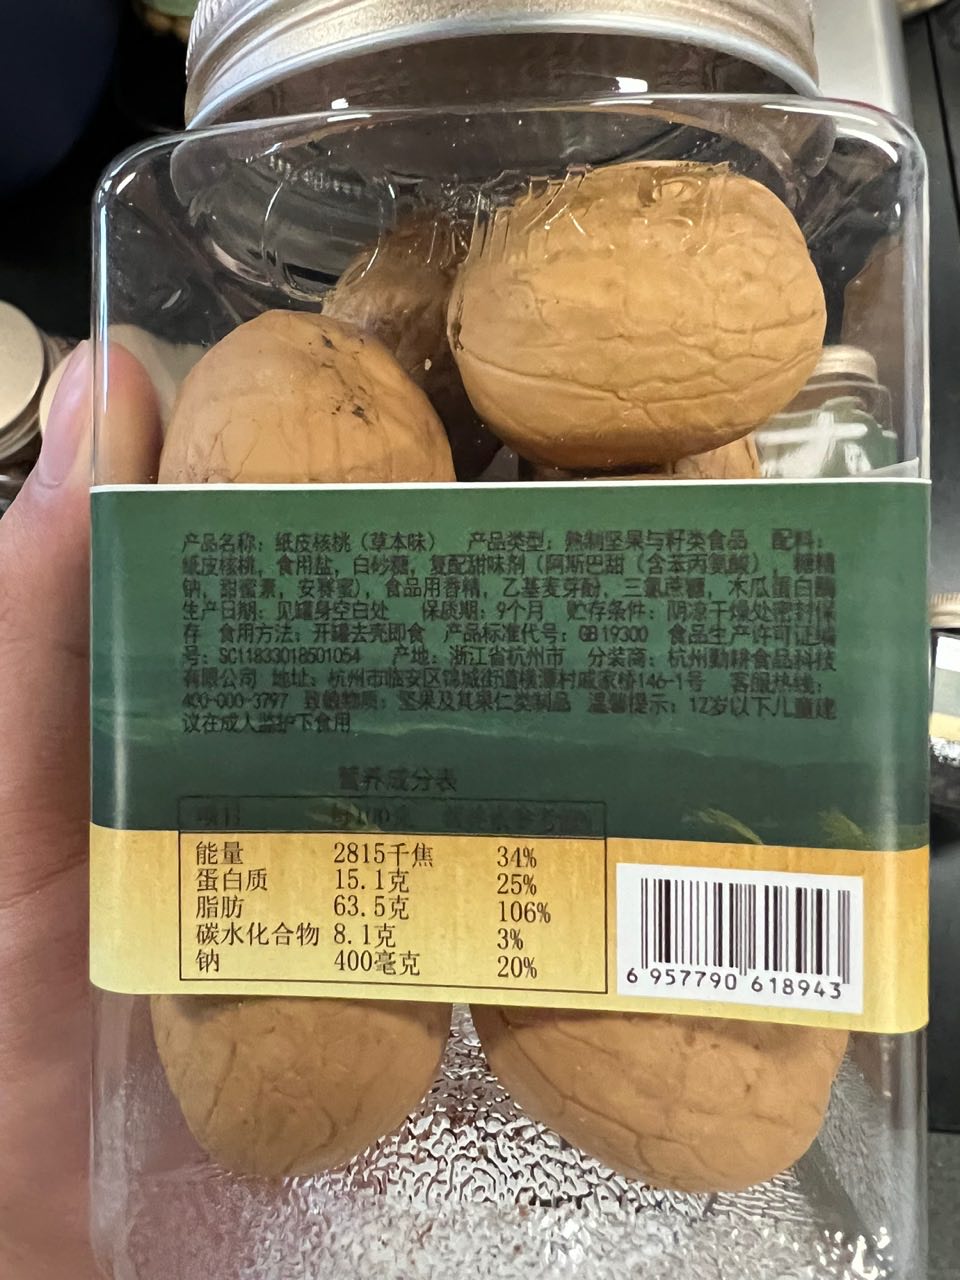 产品名称：纸皮核桃（草本味） 产品类型：熟制坚果与籽类食品 配料：
纸皮核桃，食用盐，白砂糖，复配甜味剂（阿斯巴甜（含苯丙氨酸），糖精
钠，甜蜜素，安赛蜜），食品用香精，乙基麦芽酚，三氯蔗糖，木瓜蛋白酶
生产日期：见罐身空白处 保质期：9个月 贮存条件：阴凉干燥处密封保
存 食用方法：开罐去壳即食 产品标准代号：GB 19300 食品生产许可证编
号：SC11833018501054 产地：浙江省杭州市 分装商：杭州勤耕食品科技
有限公司 地址：杭州市临安区锦城街道横潭村戚家桥146-1号 客服热线：
400-000-3797 致敏物质：坚果及其果仁类制品 温馨提示：12岁以下儿童建
议在成人监护下食用
营养成分表
项目 每100克 营养素参考值%
能量 2815千焦 34%
蛋白质 15.1克 25%
脂肪 63.5克 106%
碳水化合物 8.1克 3%
钠 400毫克 20%
6 957790 618943